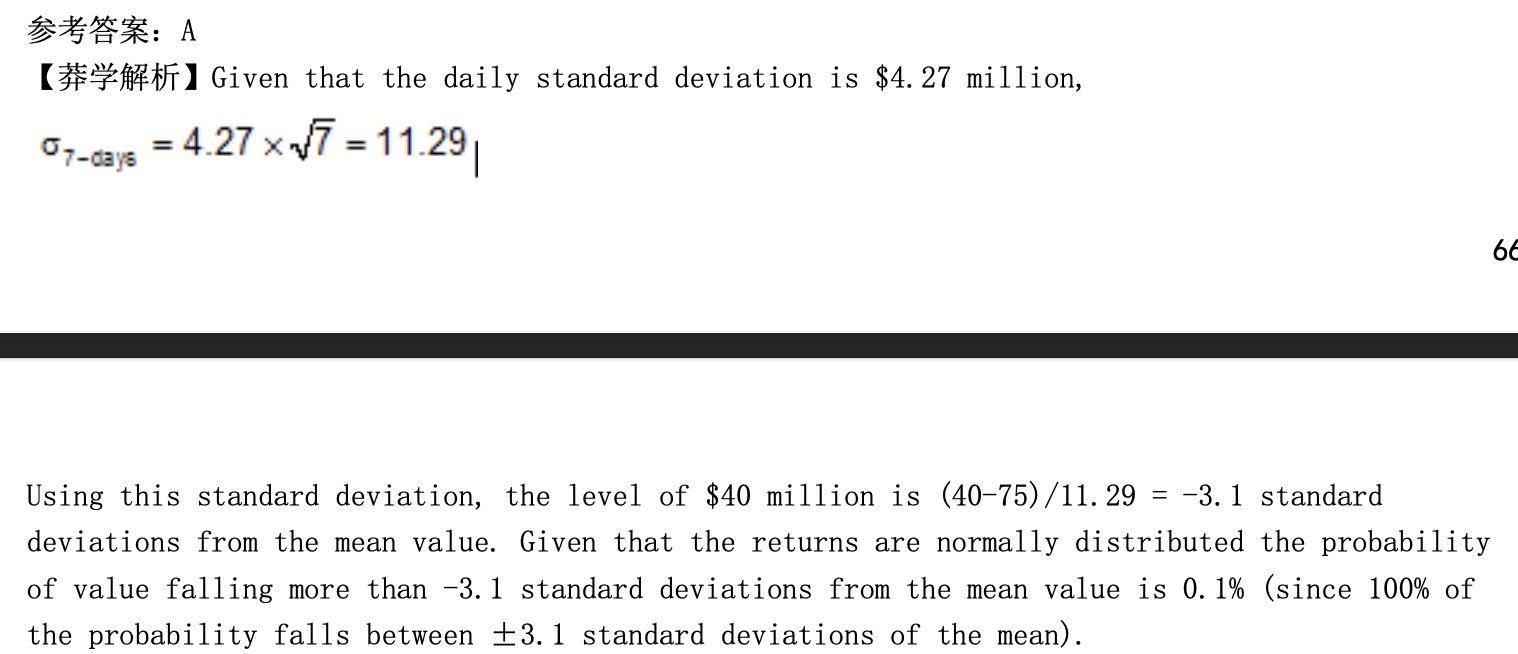 参考答案：A
【莽学解析】Given that the daily standard deviation is $4.27 million,
σ7-days = 4.27 × √7 = 11.29
66
Using this standard deviation, the level of $40 million is (40-75)/11.29 = -3.1 standard
deviations from the mean value. Given that the returns are normally distributed the probability
of value falling more than -3.1 standard deviations from the mean value is 0.1% (since 100% of
the probability falls between ±3.1 standard deviations of the mean).